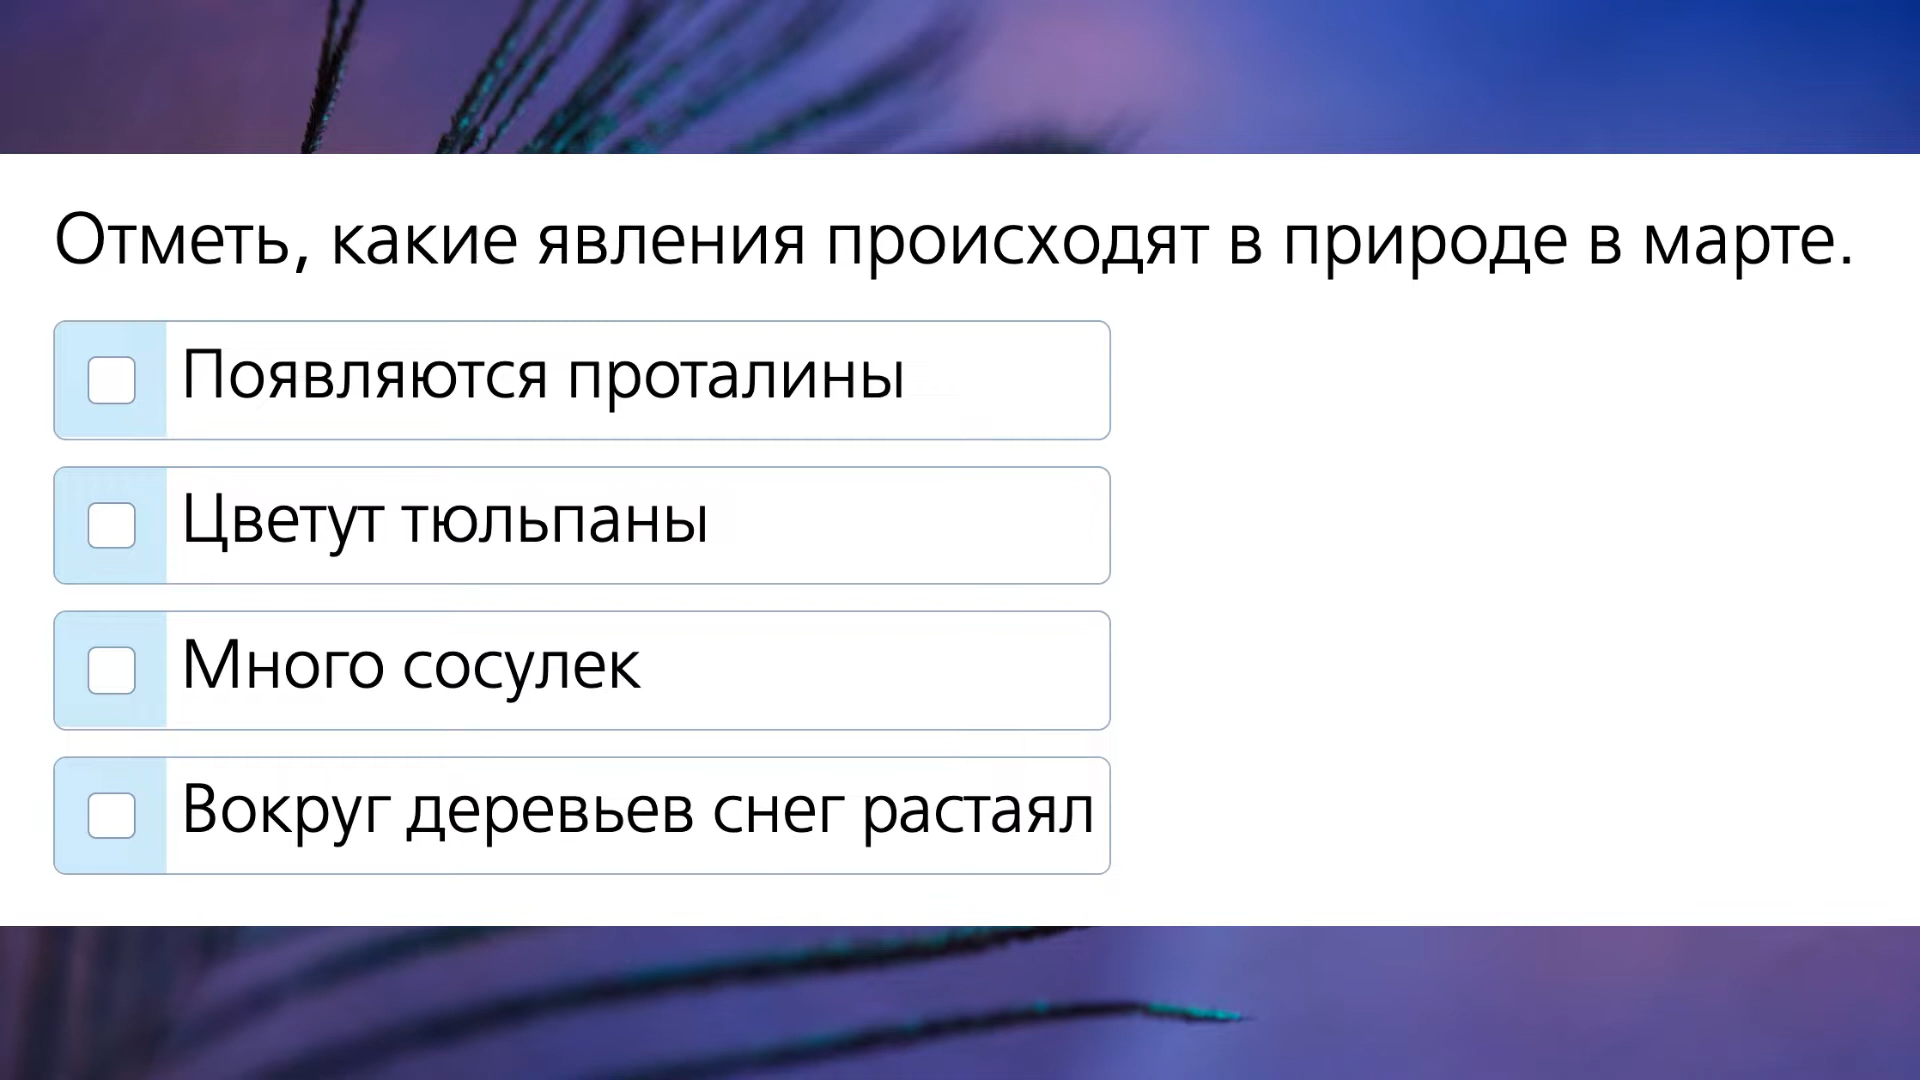 Отметь, какие явления происходят в природе в марте.
Появляются проталины
Цветут тюльпаны
Много сосулек
Вокруг деревьев снег растаял